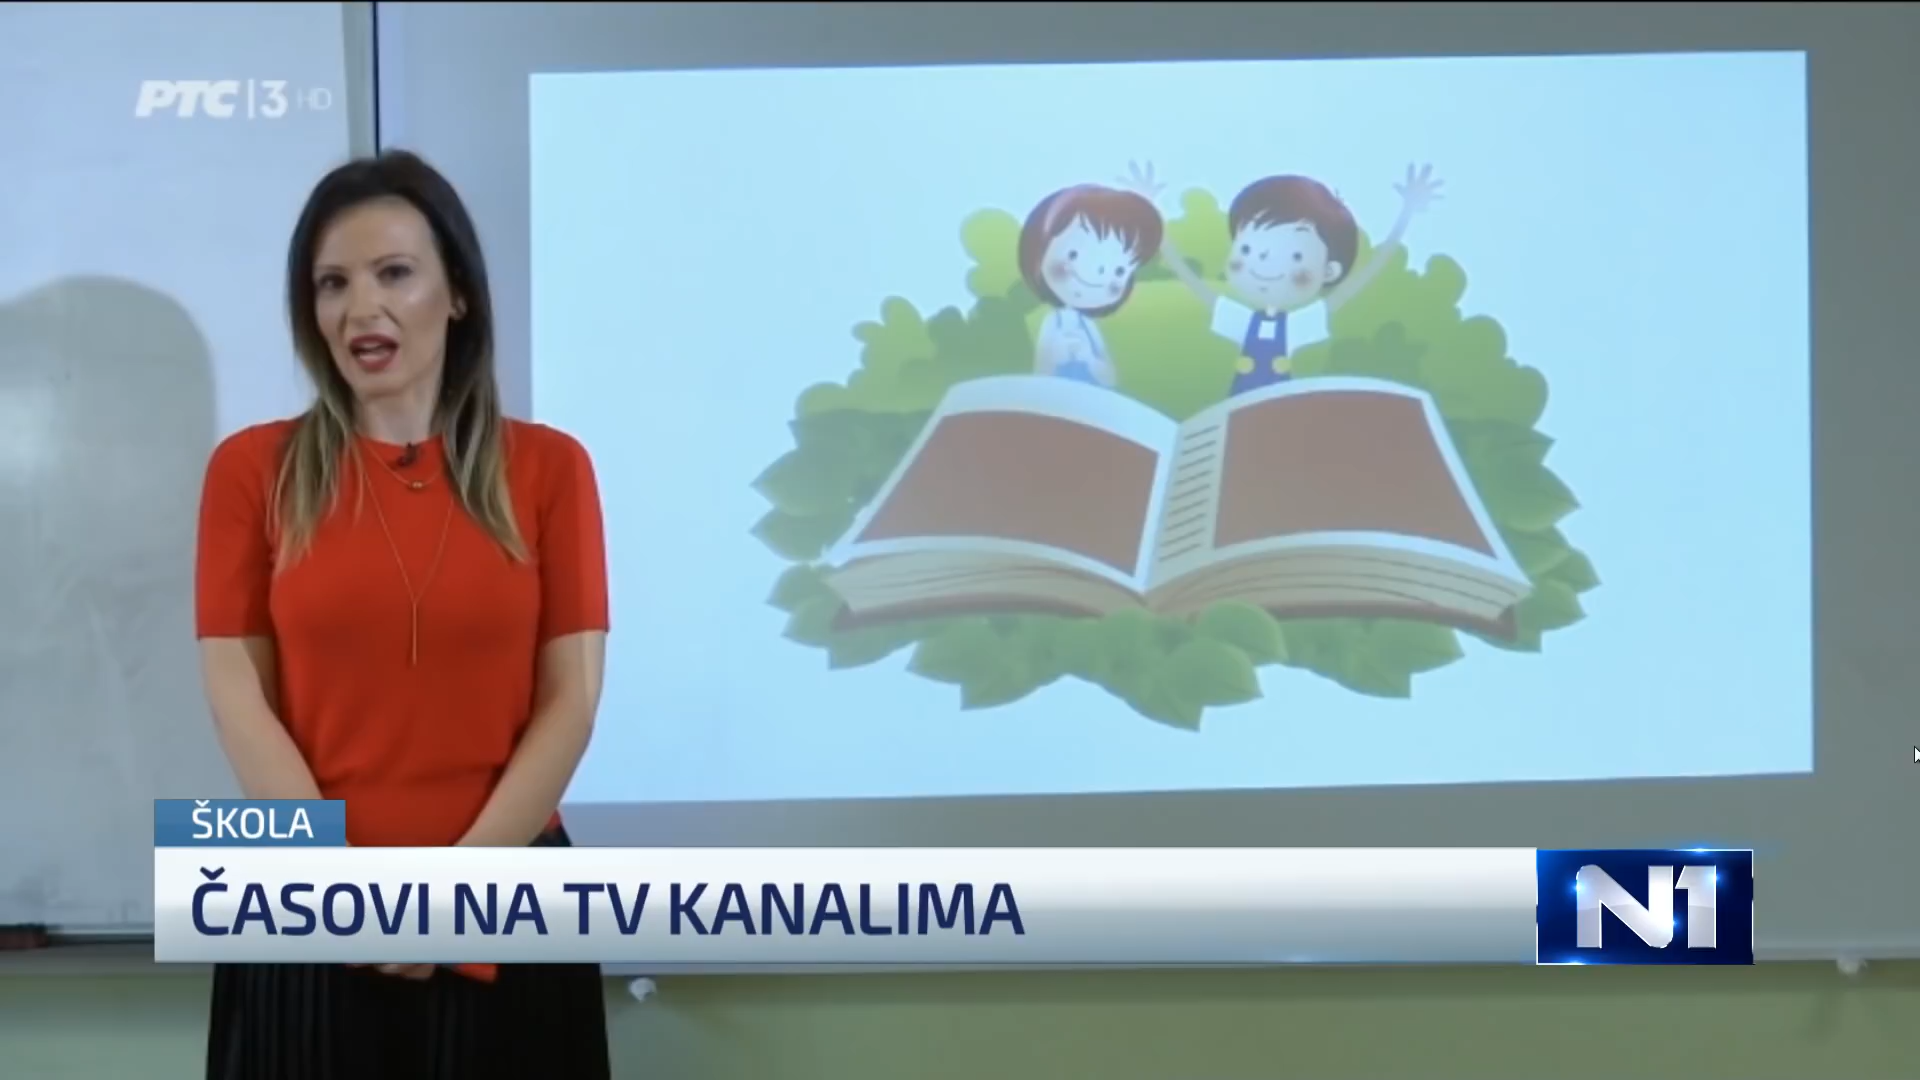 РТС|3 HD
ŠKOLA
ČASOVI NA TV KANALIMA
N1